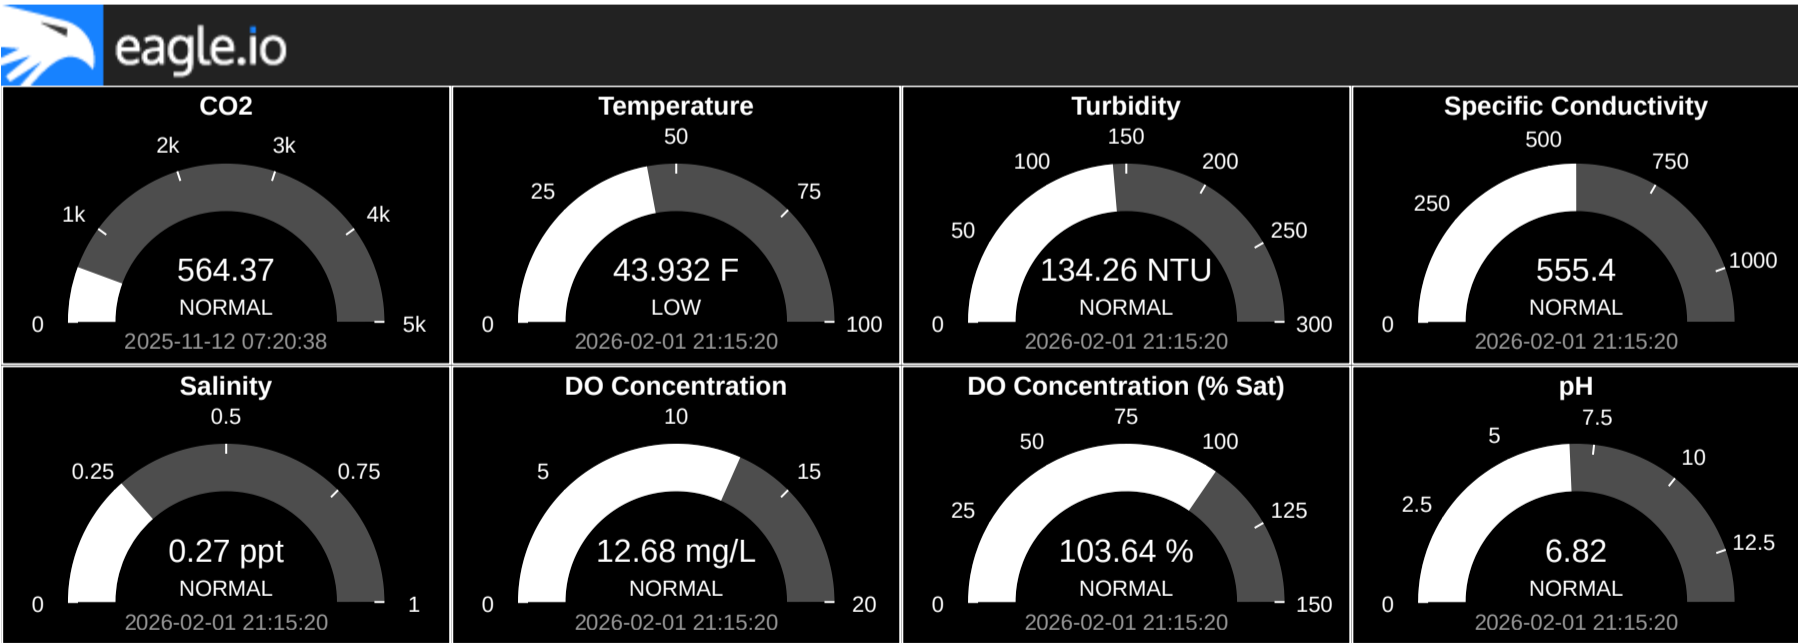 eagle.io
CO2
0
1k
2k
3k
4k
5k
564.37
NORMAL
2025-11-12 07:20:38
Temperature
0
25
50
75
100
43.932 F
LOW
2026-02-01 21:15:20
Turbidity
0
50
100
150
200
250
300
134.26 NTU
NORMAL
2026-02-01 21:15:20
Specific Conductivity
0
250
500
750
1000
555.4
NORMAL
2026-02-01 21:15:20
Salinity
0
0.25
0.5
0.75
1
0.27 ppt
NORMAL
2026-02-01 21:15:20
DO Concentration
0
5
10
15
20
12.68 mg/L
NORMAL
2026-02-01 21:15:20
DO Concentration (% Sat)
0
25
50
75
100
125
150
103.64 %
NORMAL
2026-02-01 21:15:20
pH
0
2.5
5
7.5
10
12.5
6.82
NORMAL
2026-02-01 21:15:20